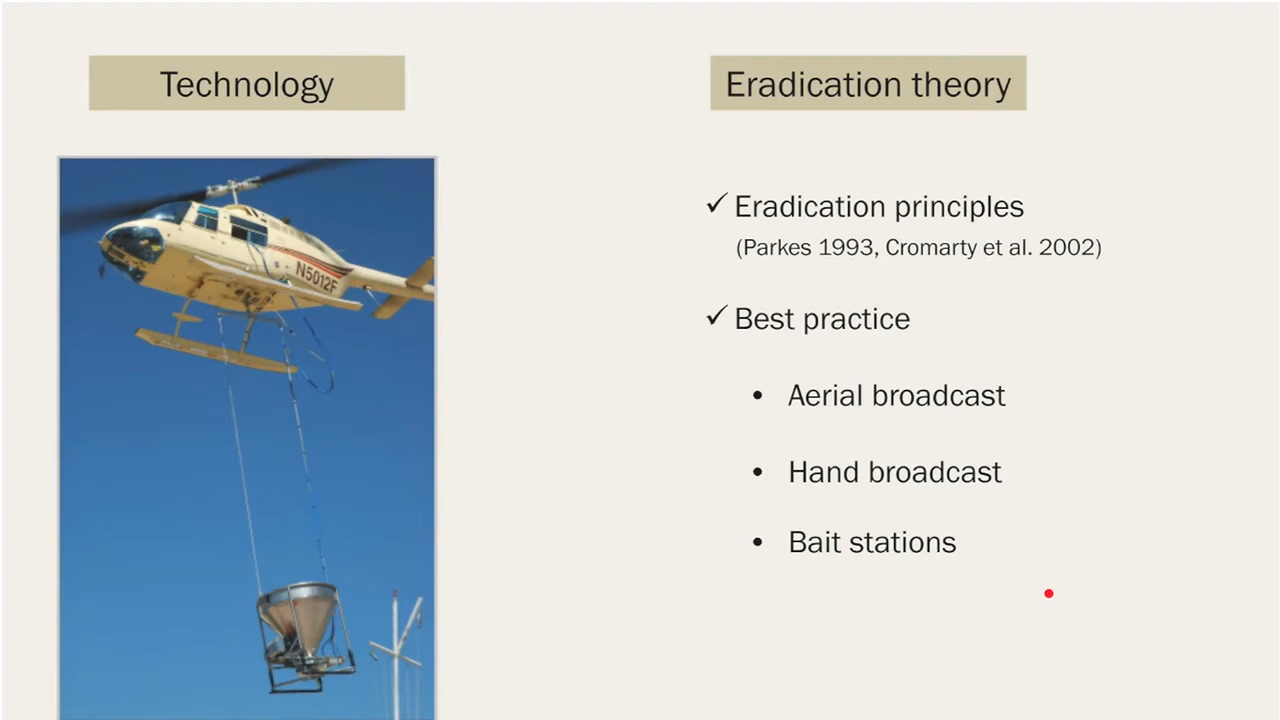 Technology
N5012F
Eradication theory
✓ Eradication principles
(Parkes 1993, Cromarty et al. 2002)
✓ Best practice
• Aerial broadcast
• Hand broadcast
• Bait stations